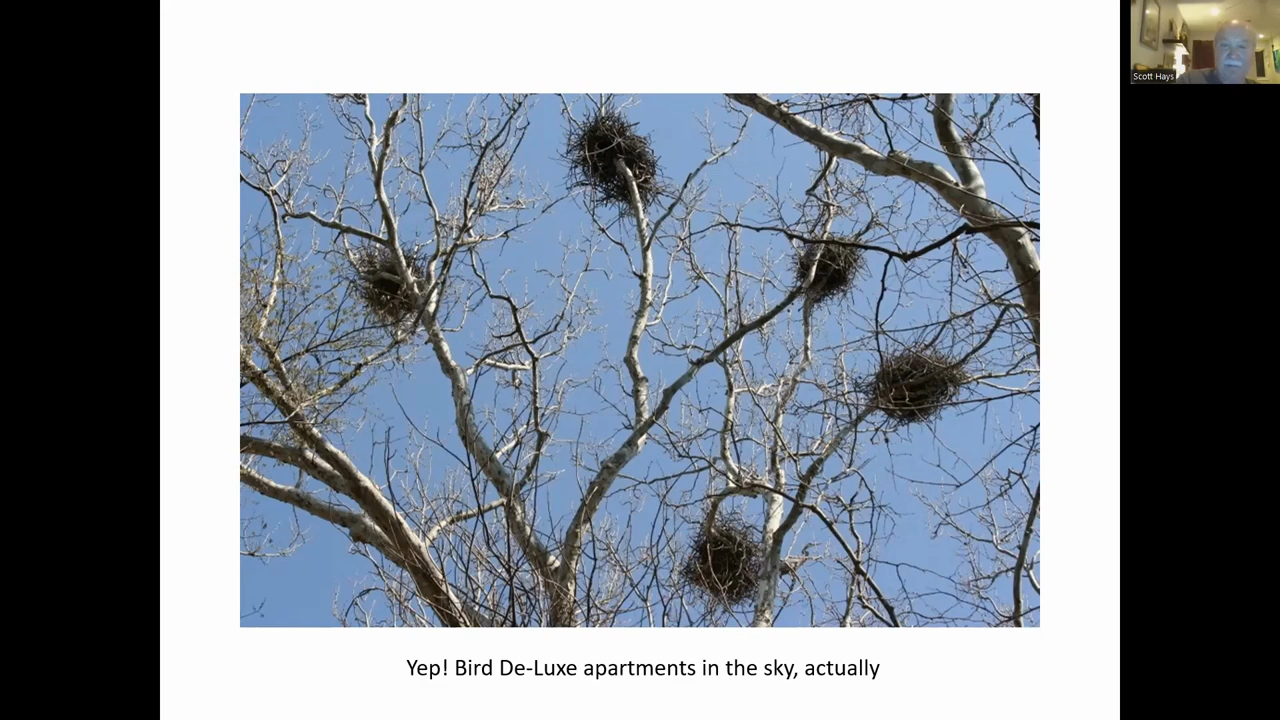 Scott Hays
Yep! Bird De-Luxe apartments in the sky, actually